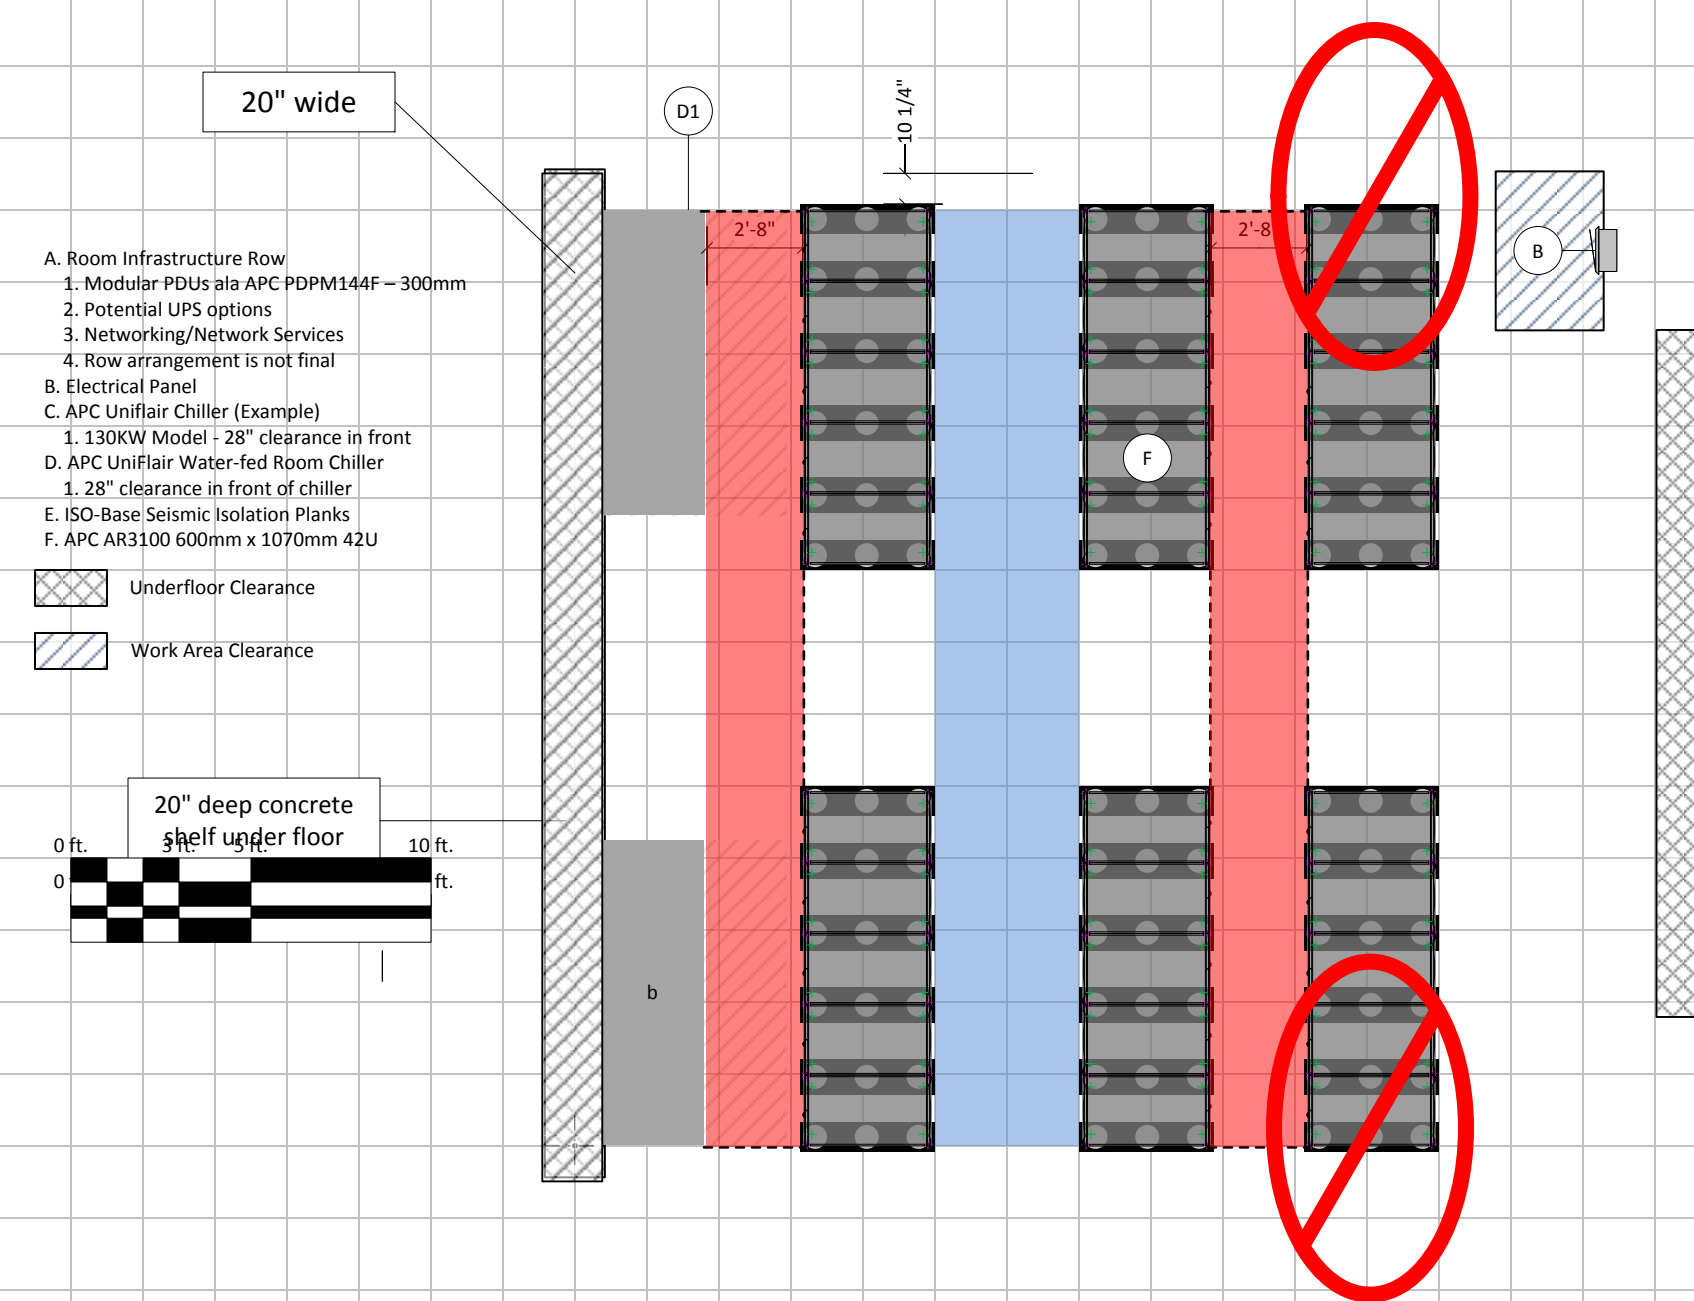 20" wide
D1
10 1/4"
2'-8"
2'-8
B
A. Room Infrastructure Row
1. Modular PDUs ala APC PDPM144F – 300mm
2. Potential UPS options
3. Networking/Network Services
4. Row arrangement is not final
B. Electrical Panel
C. APC Uniflair Chiller (Example)
1. 130KW Model - 28" clearance in front
D. APC UniFlair Water-fed Room Chiller
1. 28" clearance in front of chiller
E. ISO-Base Seismic Isolation Planks
F. APC AR3100 600mm x 1070mm 42U
F
Underfloor Clearance
Work Area Clearance
20" deep concrete
shelf under floor
0 ft. 3 ft. 5 ft. 10 ft.
0 ft.
b